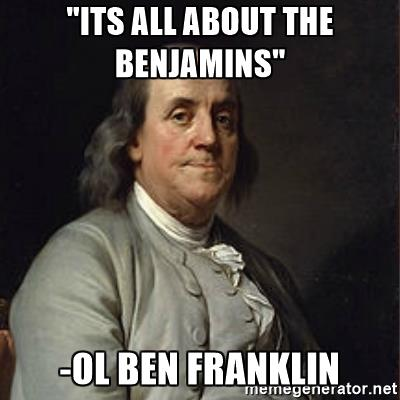 "ITS ALL ABOUT THE
BENJAMINS"
-OL BEN FRANKLIN
memegenerator.net